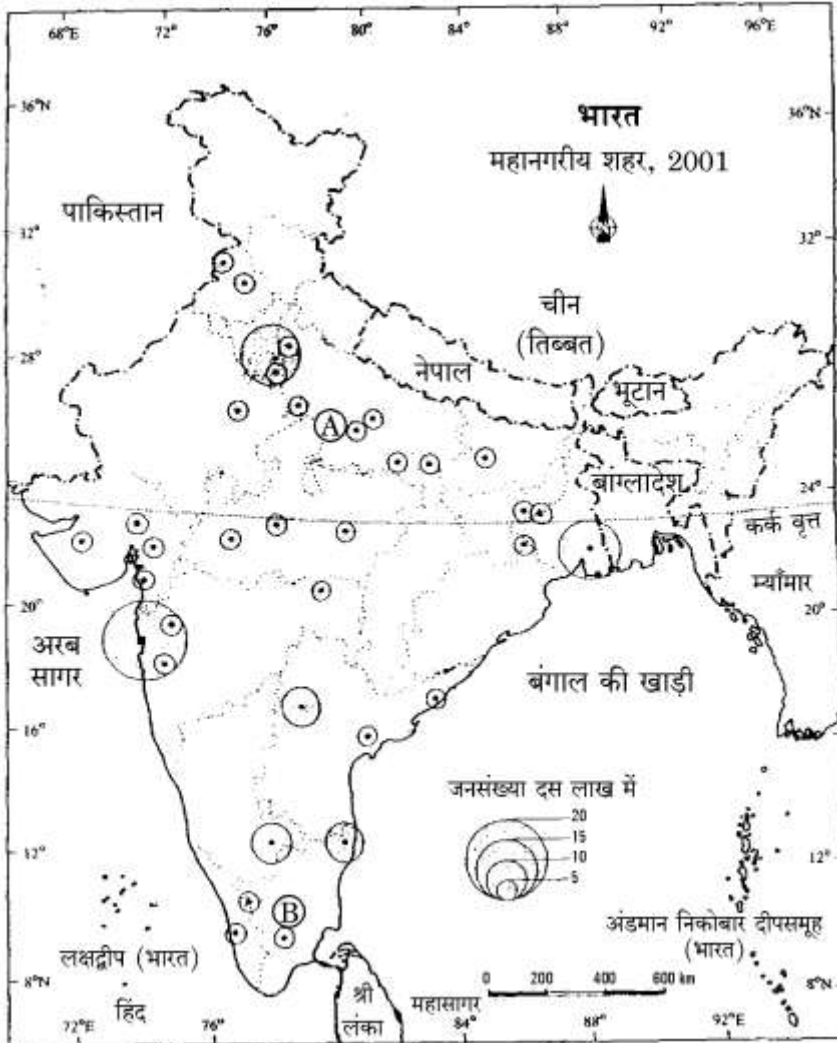 68°E 72° 76° 80° 84° 88° 92° 96°E
36°N 36°N
भारत
महानगरीय शहर, 2001
N
पाकिस्तान
32° 32°
चीन
(तिब्बत)
28°
नेपाल
भूटान
A
बाग्लादेश
24°
कर्क वृत्त
म्याँमार
20° 20°
अरब
सागर
बंगाल की खाड़ी
16° 16°
जनसंख्या दस लाख में
20
15
10
5
12° 12°
B
अंडमान निकोबार दीपसमूह
(भारत)
लक्षद्वीप (भारत)
0 200 400 600 km
8°N 8°N
हिंद
श्री
लंका
महासागर
72°E 76° 84° 88° 92°E